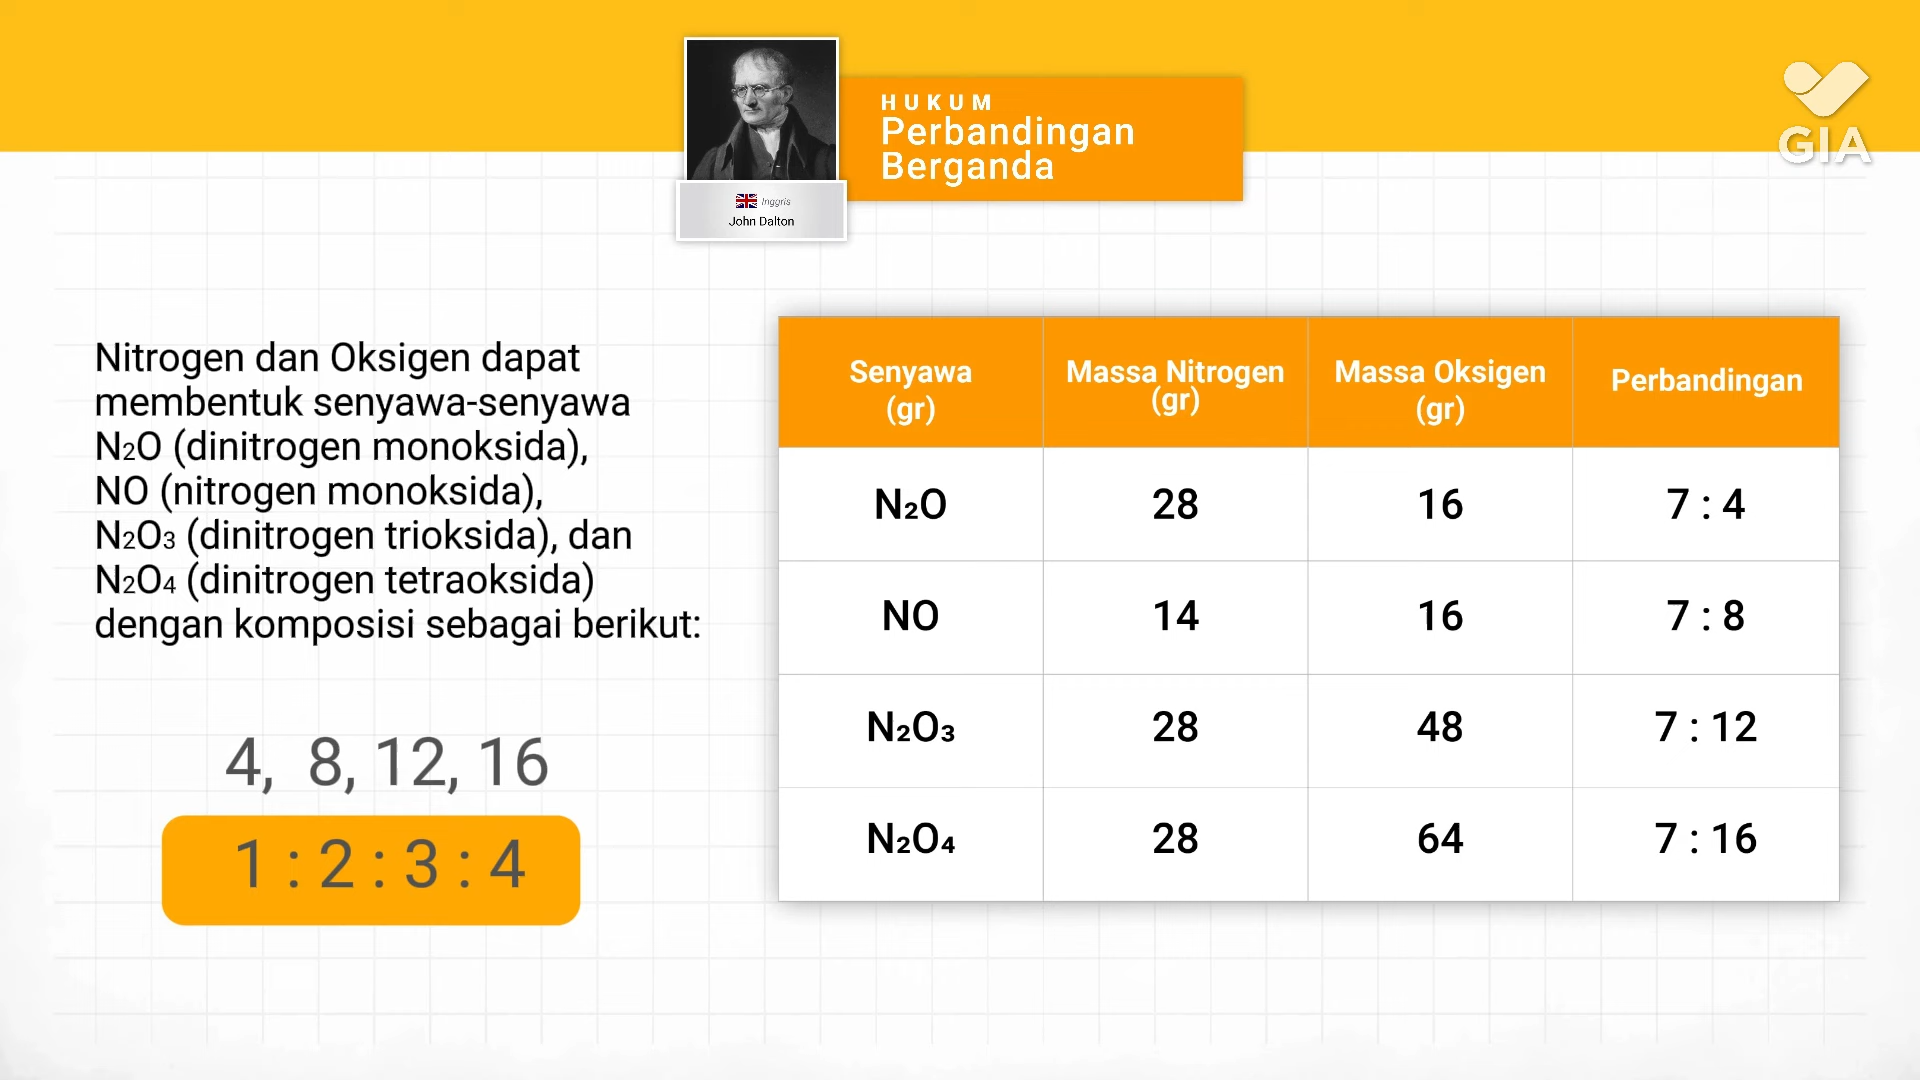 HUKUM
Perbandingan
Berganda
GIA
Inggris
John Dalton
Nitrogen dan Oksigen dapat
membentuk senyawa-senyawa
N₂O (dinitrogen monoksida),
NO (nitrogen monoksida),
N₂O₃ (dinitrogen trioksida), dan
N₂O₄ (dinitrogen tetraoksida)
dengan komposisi sebagai berikut:
4, 8, 12, 16
1 : 2 : 3 : 4
Senyawa (gr) Massa Nitrogen (gr) Massa Oksigen (gr) Perbandingan
N₂O 28 16 7 : 4
NO 14 16 7 : 8
N₂O₃ 28 48 7 : 12
N₂O₄ 28 64 7 : 16